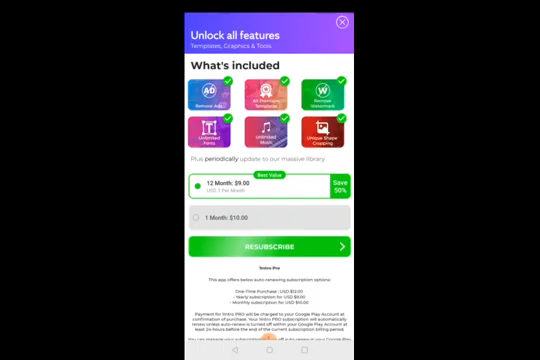 Unlock all features
Templates, Graphics & Tools.
What's included
AD
Remove Ads
All Premium Templates
W
Remove Watermark
T
Unlimited Fonts
Unlimited Music
Unique Shape Cropping
Plus periodically update to our massive library
Best Value
12 Month: $9.00
USD 1 Per Month
Save 50%
1 Month: $10.00
RESUBSCRIBE
Intro Pro
This app offers below auto-renewing subscription options:
One-Time Purchase : USD $12.00
- Yearly subscription for USD $9.00
- Monthly subscription for USD $10.00
Payment for Intro PRO will be charged to your Google Play Account at
confirmation of purchase. Your Intro PRO subscription will automatically
renew unless auto-renew is turned off within your Google Play Account at
least 24-hours before the end of the current subscription billing period.